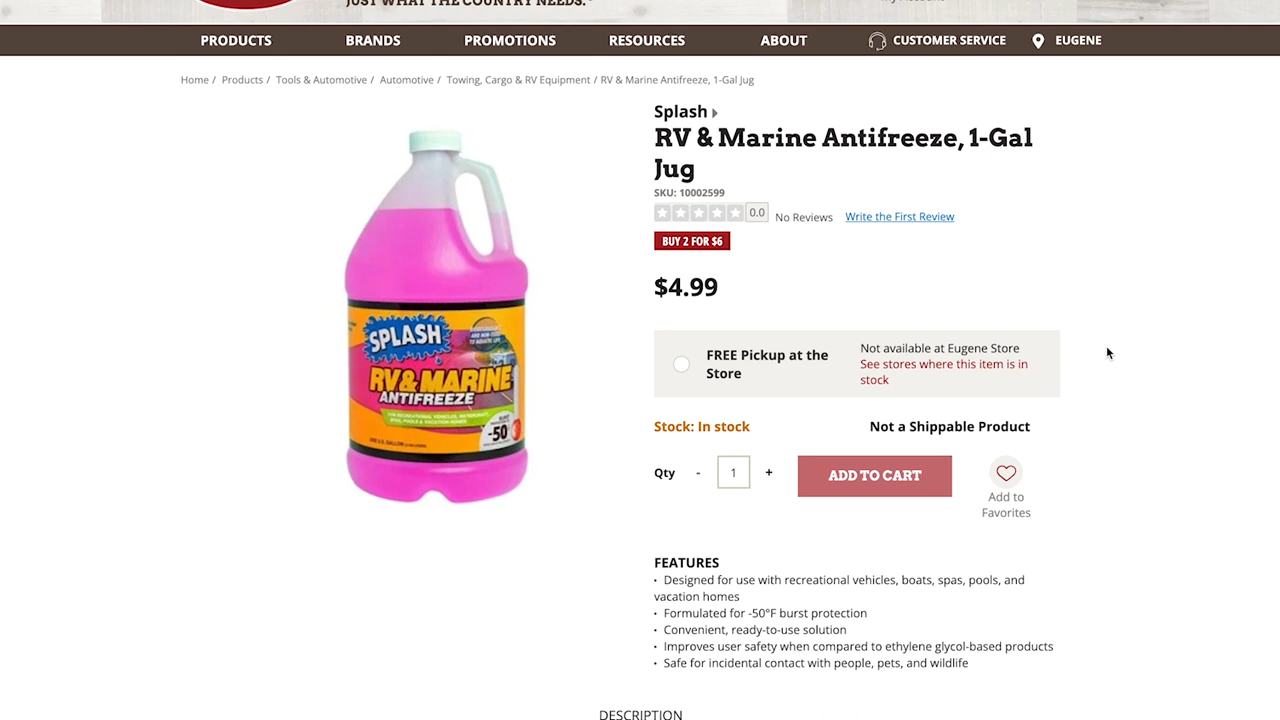 JUST WHAT THE COUNTRY NEEDS.
PRODUCTS BRANDS PROMOTIONS RESOURCES ABOUT CUSTOMER SERVICE EUGENE
Home / Products / Tools & Automotive / Automotive / Towing, Cargo & RV Equipment / RV & Marine Antifreeze, 1-Gal Jug
Splash
RV & Marine Antifreeze, 1-Gal
Jug
SKU: 10002599
0.0 No Reviews Write the First Review
BUY 2 FOR $6
$4.99
FREE Pickup at the
Store
Not available at Eugene Store
See stores where this item is in
stock
Stock: In stock Not a Shippable Product
Qty - 1 + ADD TO CART
Add to
Favorites
FEATURES
• Designed for use with recreational vehicles, boats, spas, pools, and
vacation homes
• Formulated for -50°F burst protection
• Convenient, ready-to-use solution
• Improves user safety when compared to ethylene glycol-based products
• Safe for incidental contact with people, pets, and wildlife
DESCRIPTION
SPLASH
RV & MARINE
ANTIFREEZE
-50°